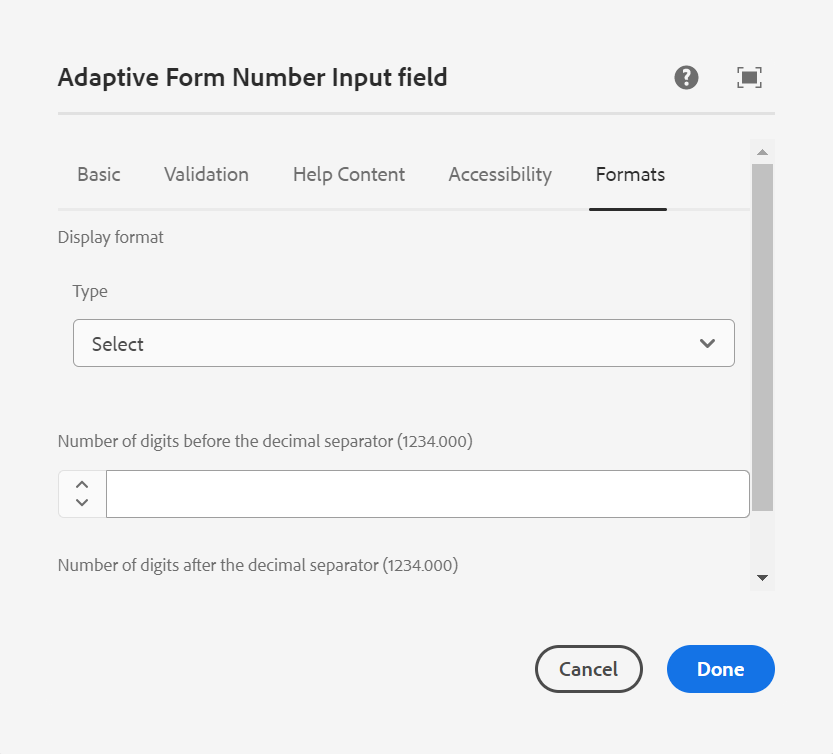 Adaptive Form Number Input field
Basic Validation Help Content Accessibility Formats
Display format
Type
Select
Number of digits before the decimal separator (1234.000)
Number of digits after the decimal separator (1234.000)
Cancel Done